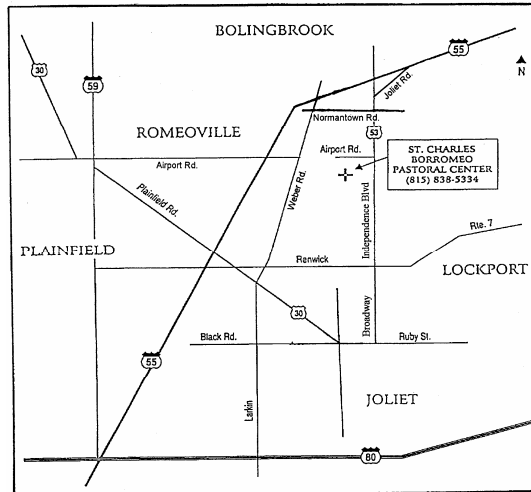 BOLINGBROOK
55
30
59
Joliet Rd.
N
Normantown Rd.
53
ROMEOVILLE
Airport Rd.
Airport Rd.
ST. CHARLES
BORROMEO
PASTORAL CENTER
(815) 838-5334
Weber Rd.
Plainfield Rd.
Independence Blvd
Rte. 7
PLAINFIELD
Renwick
LOCKPORT
30
Broadway
Black Rd.
Ruby St.
55
Larkin
JOLIET
80